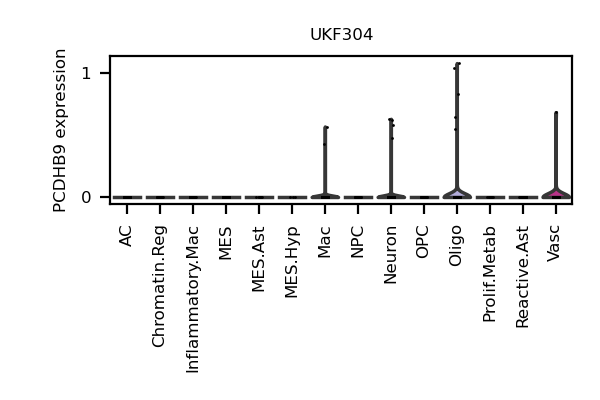 UKF304
PCDHB9 expression
1
0
AC
Chromatin.Reg
Inflammatory.Mac
MES
MES.Ast
MES.Hyp
Mac
NPC
Neuron
OPC
Oligo
Prolif.Metab
Reactive.Ast
Vasc